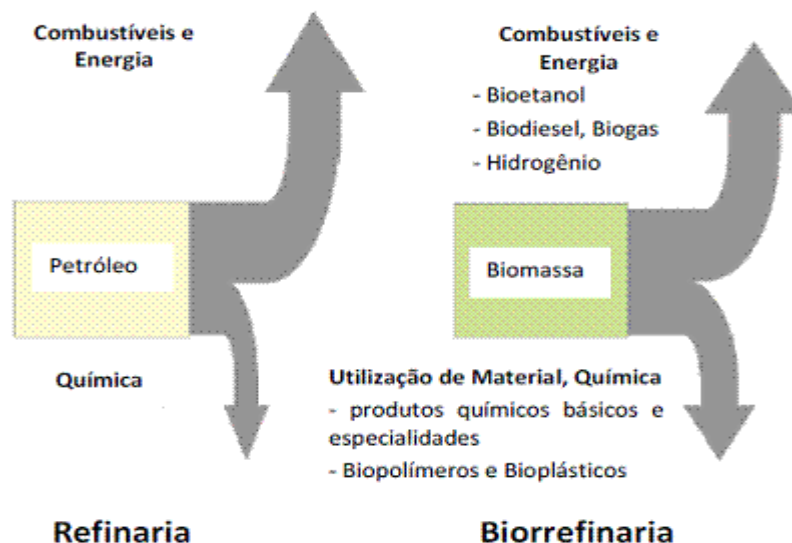 Combustíveis e
Energia
Petróleo
Química
Refinaria
Combustíveis e
Energia
- Bioetanol
- Biodiesel, Biogas
- Hidrogênio
Biomassa
Utilização de Material, Química
- produtos químicos básicos e
especialidades
- Biopolímeros e Bioplásticos
Biorrefinaria